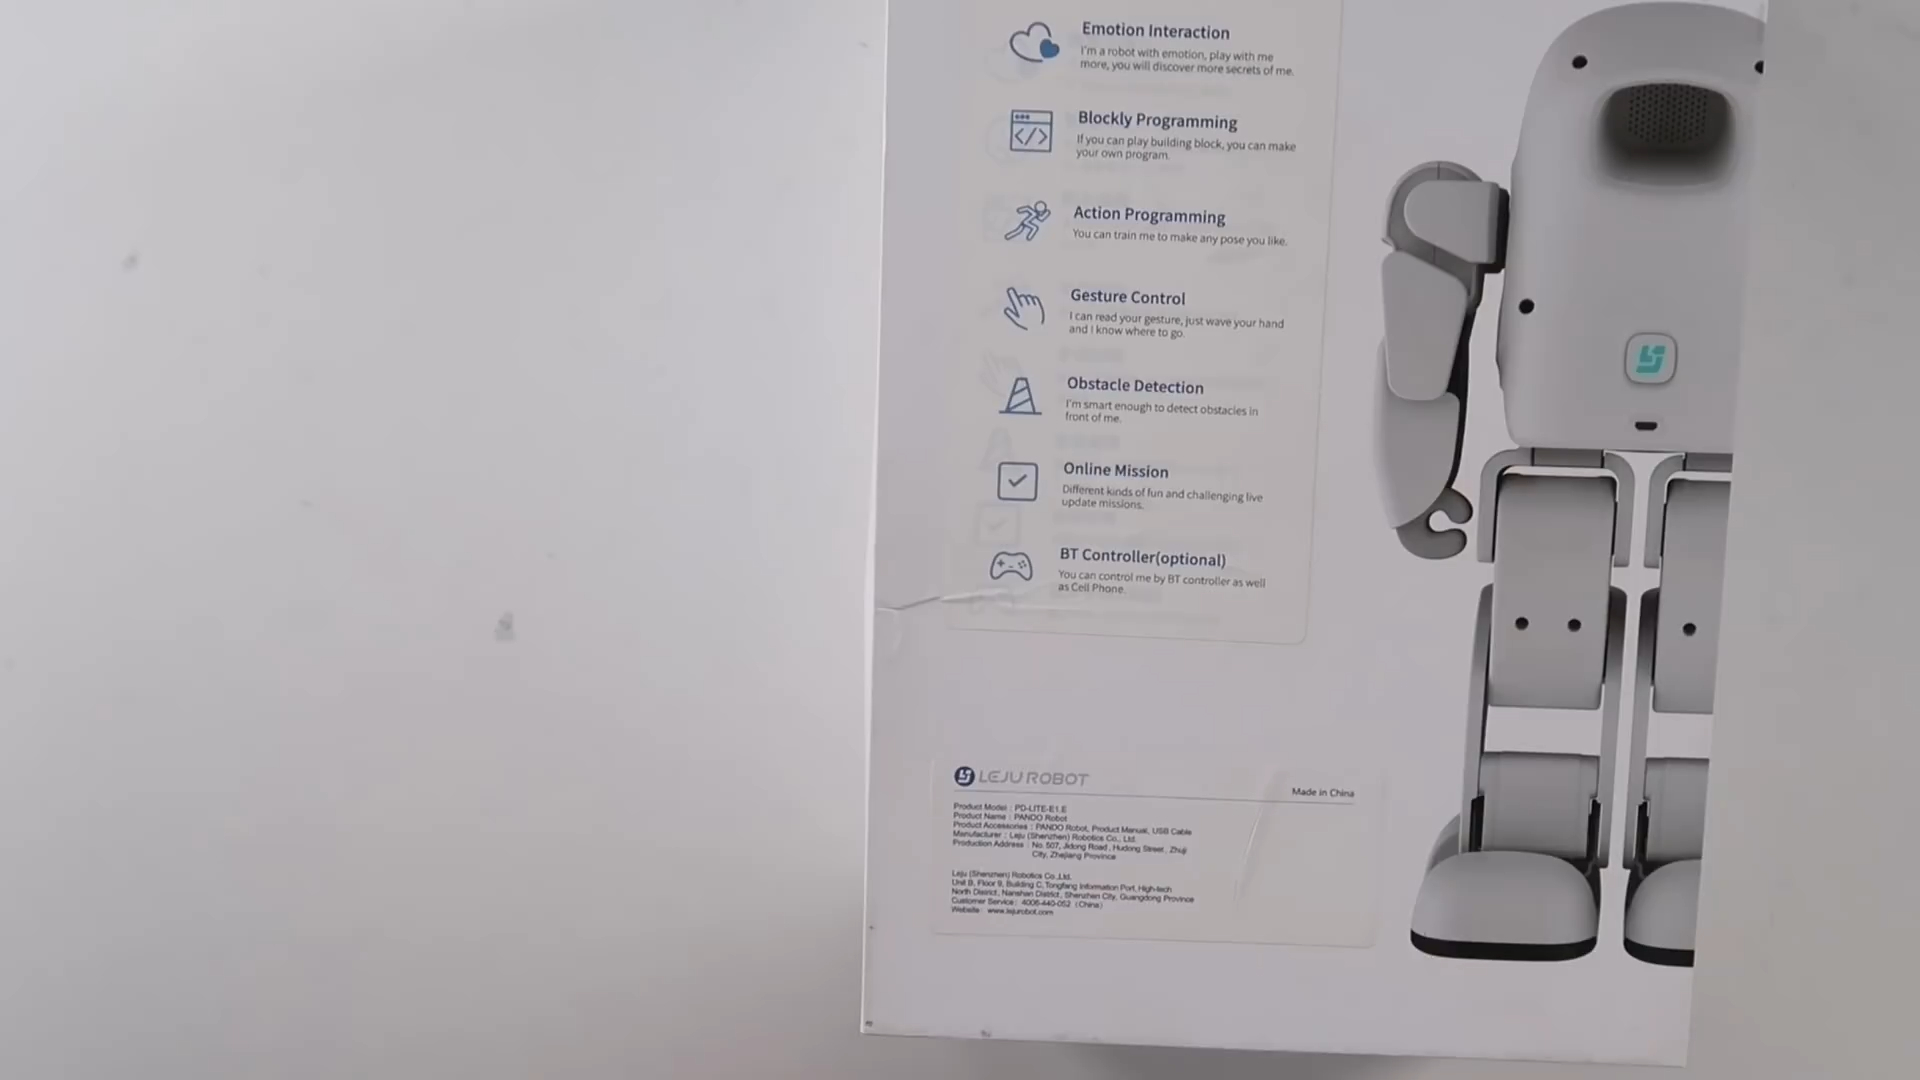 Emotion Interaction
I'm a robot with emotion, play with me
more, you will discover more secrets of me.
Blockly Programming
If you can play building block, you can make
your own program.
Action Programming
You can train me to make any pose you like.
Gesture Control
I can read your gesture, just wave your hand
and I know where to go.
Obstacle Detection
I'm smart enough to detect obstacles in
front of me.
Online Mission
Different kinds of fun and challenging live
update missions.
BT Controller(optional)
You can control me by BT controller as well
as Cell Phone.
LEJU ROBOT
Made in China
Product Model : PD-LITE-E1.E
Product Name : PANDO Robot
Product Accessories : PANDO Robot, Product Manual, USB Cable
Manufacturer : Leju (Shenzhen) Robotics Co., Ltd.
Production Address : No. 507, Jidong Road, Hudong Street, Zhuji
City, Zhejiang Province
Leju (Shenzhen) Robotics Co.,Ltd.
Unit B, Floor 9, Building C, Tongfang Information Port, High-tech
North District, Nanshan District, Shenzhen City, Guangdong Province
Customer Service : 4006-440-052 (China)
Website : www.lejurobot.com